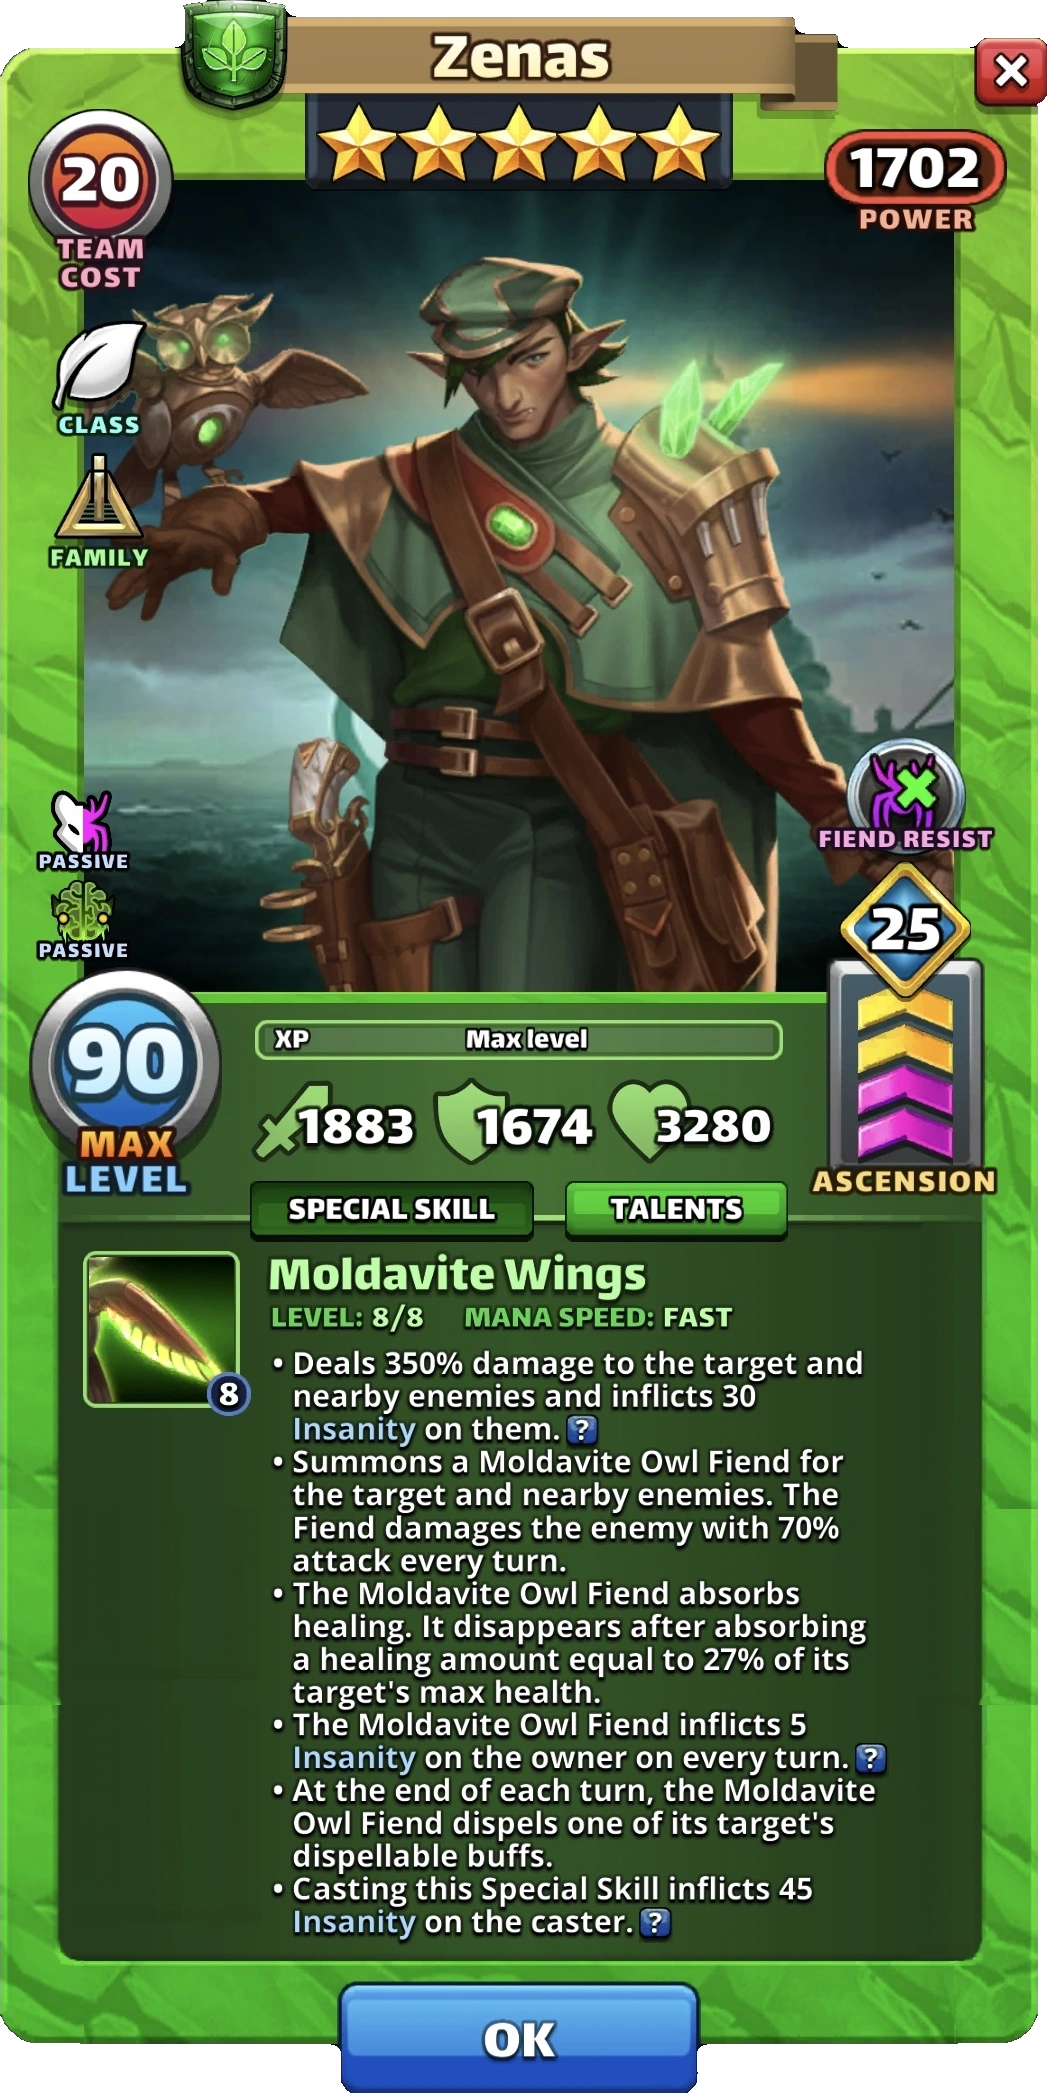 Zenas
20
TEAM
COST
1702
POWER
CLASS
FAMILY
PASSIVE
PASSIVE
FIEND RESIST
25
ASCENSION
90
MAX
LEVEL
XP Max level
1883 1674 3280
SPECIAL SKILL TALENTS
Moldavite Wings
LEVEL: 8/8 MANA SPEED: FAST
8
• Deals 350% damage to the target and
nearby enemies and inflicts 30
Insanity on them. ?
• Summons a Moldavite Owl Fiend for
the target and nearby enemies. The
Fiend damages the enemy with 70%
attack every turn.
• The Moldavite Owl Fiend absorbs
healing. It disappears after absorbing
a healing amount equal to 27% of its
target's max health.
• The Moldavite Owl Fiend inflicts 5
Insanity on the owner on every turn. ?
• At the end of each turn, the Moldavite
Owl Fiend dispels one of its target's
dispellable buffs.
• Casting this Special Skill inflicts 45
Insanity on the caster. ?
OK